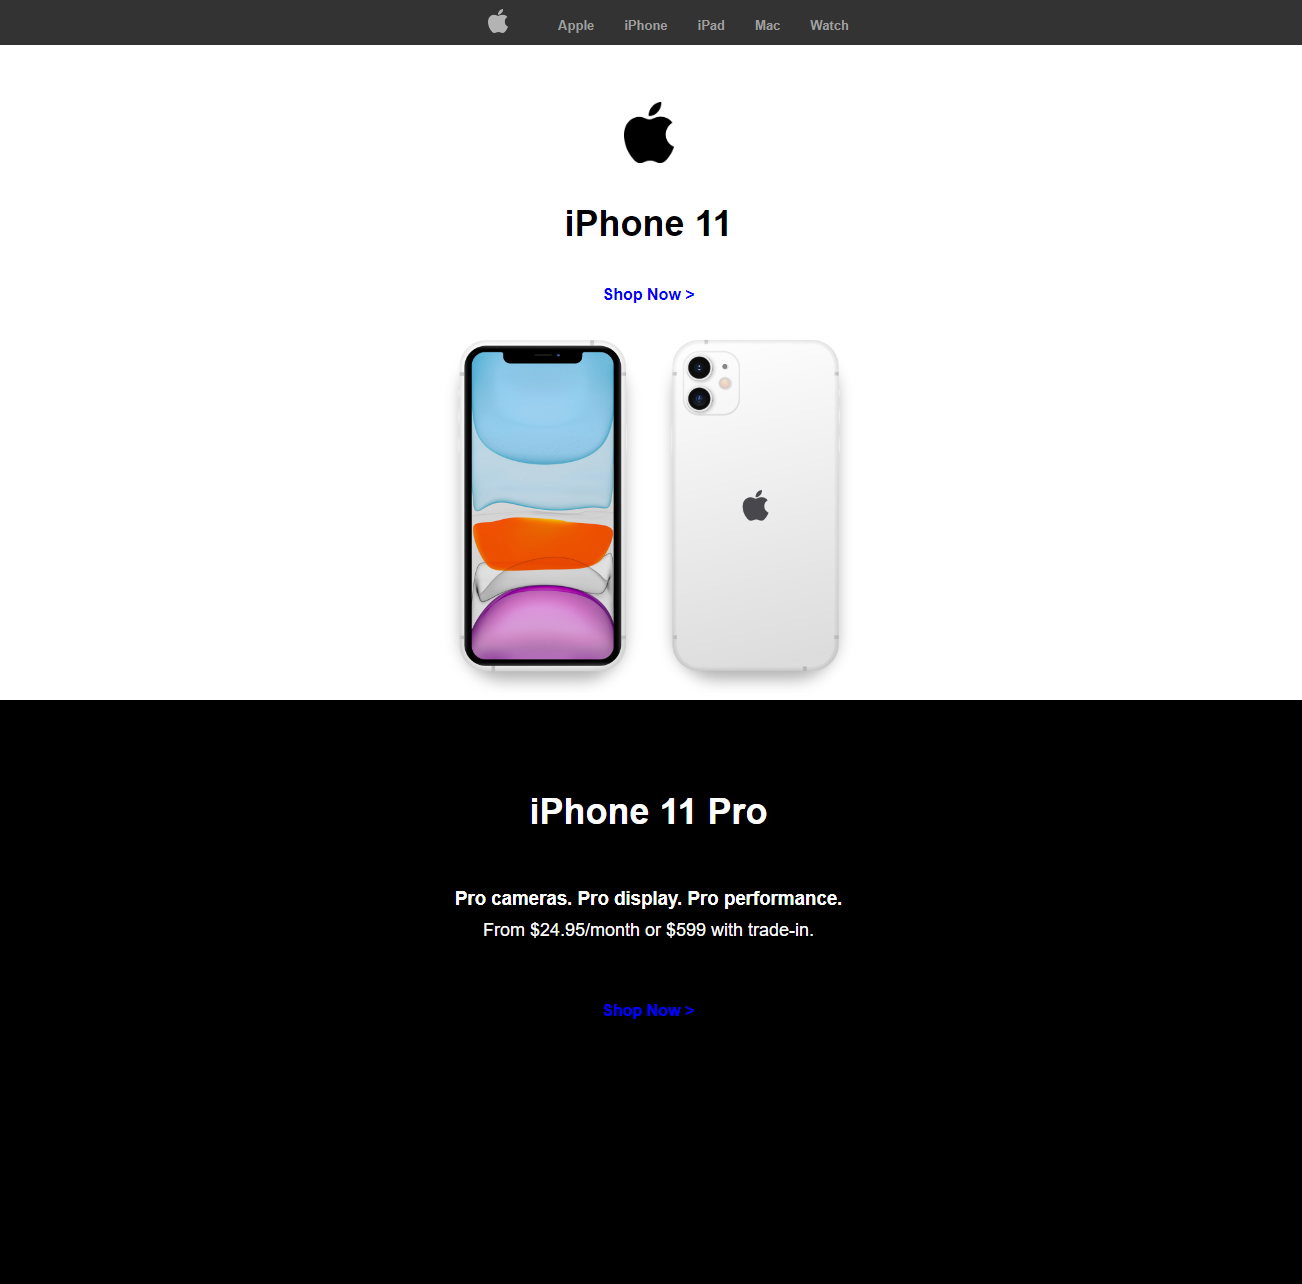 Apple iPhone iPad Mac Watch
iPhone 11
Shop Now >
iPhone 11 Pro
Pro cameras. Pro display. Pro performance.
From $24.95/month or $599 with trade-in.
Shop Now >